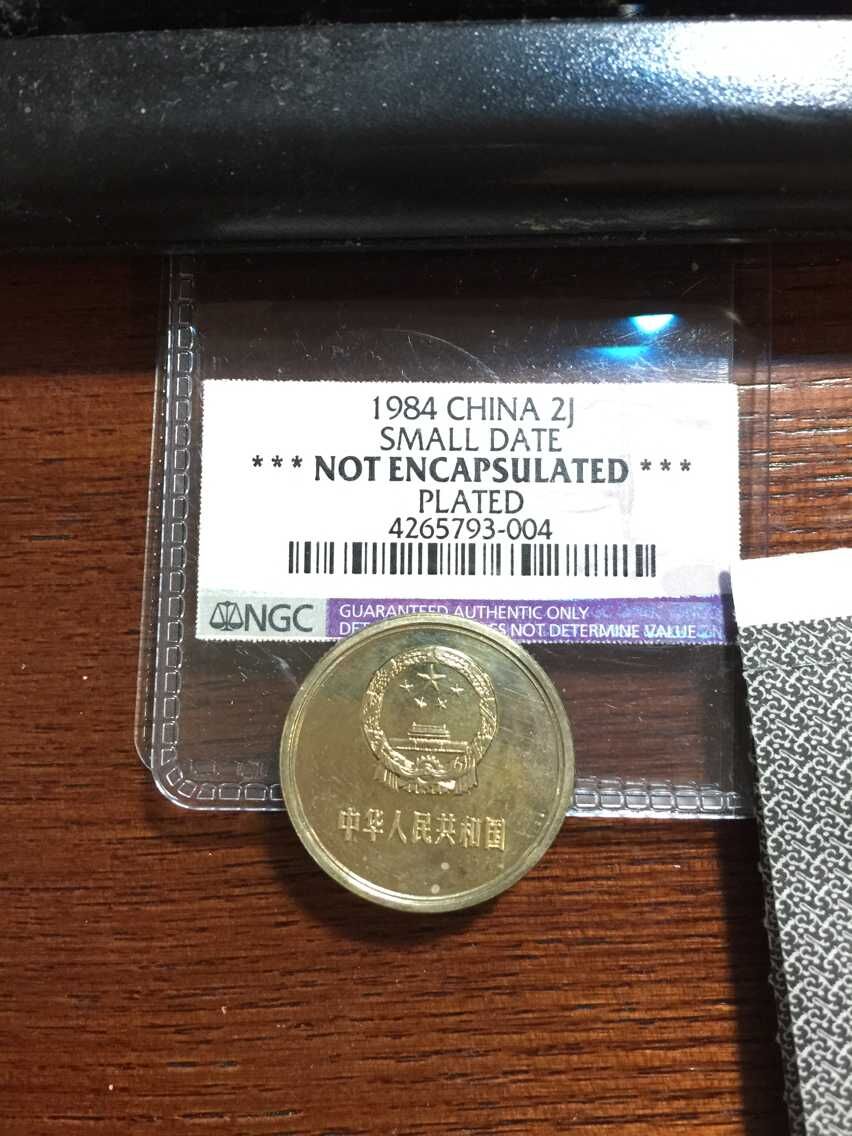 1984 CHINA 2J
SMALL DATE
*** NOT ENCAPSULATED ***
PLATED
4265793-004
NGC
GUARANTEED AUTHENTIC ONLY
NOT DETERMINE VALUE
中华人民共和国